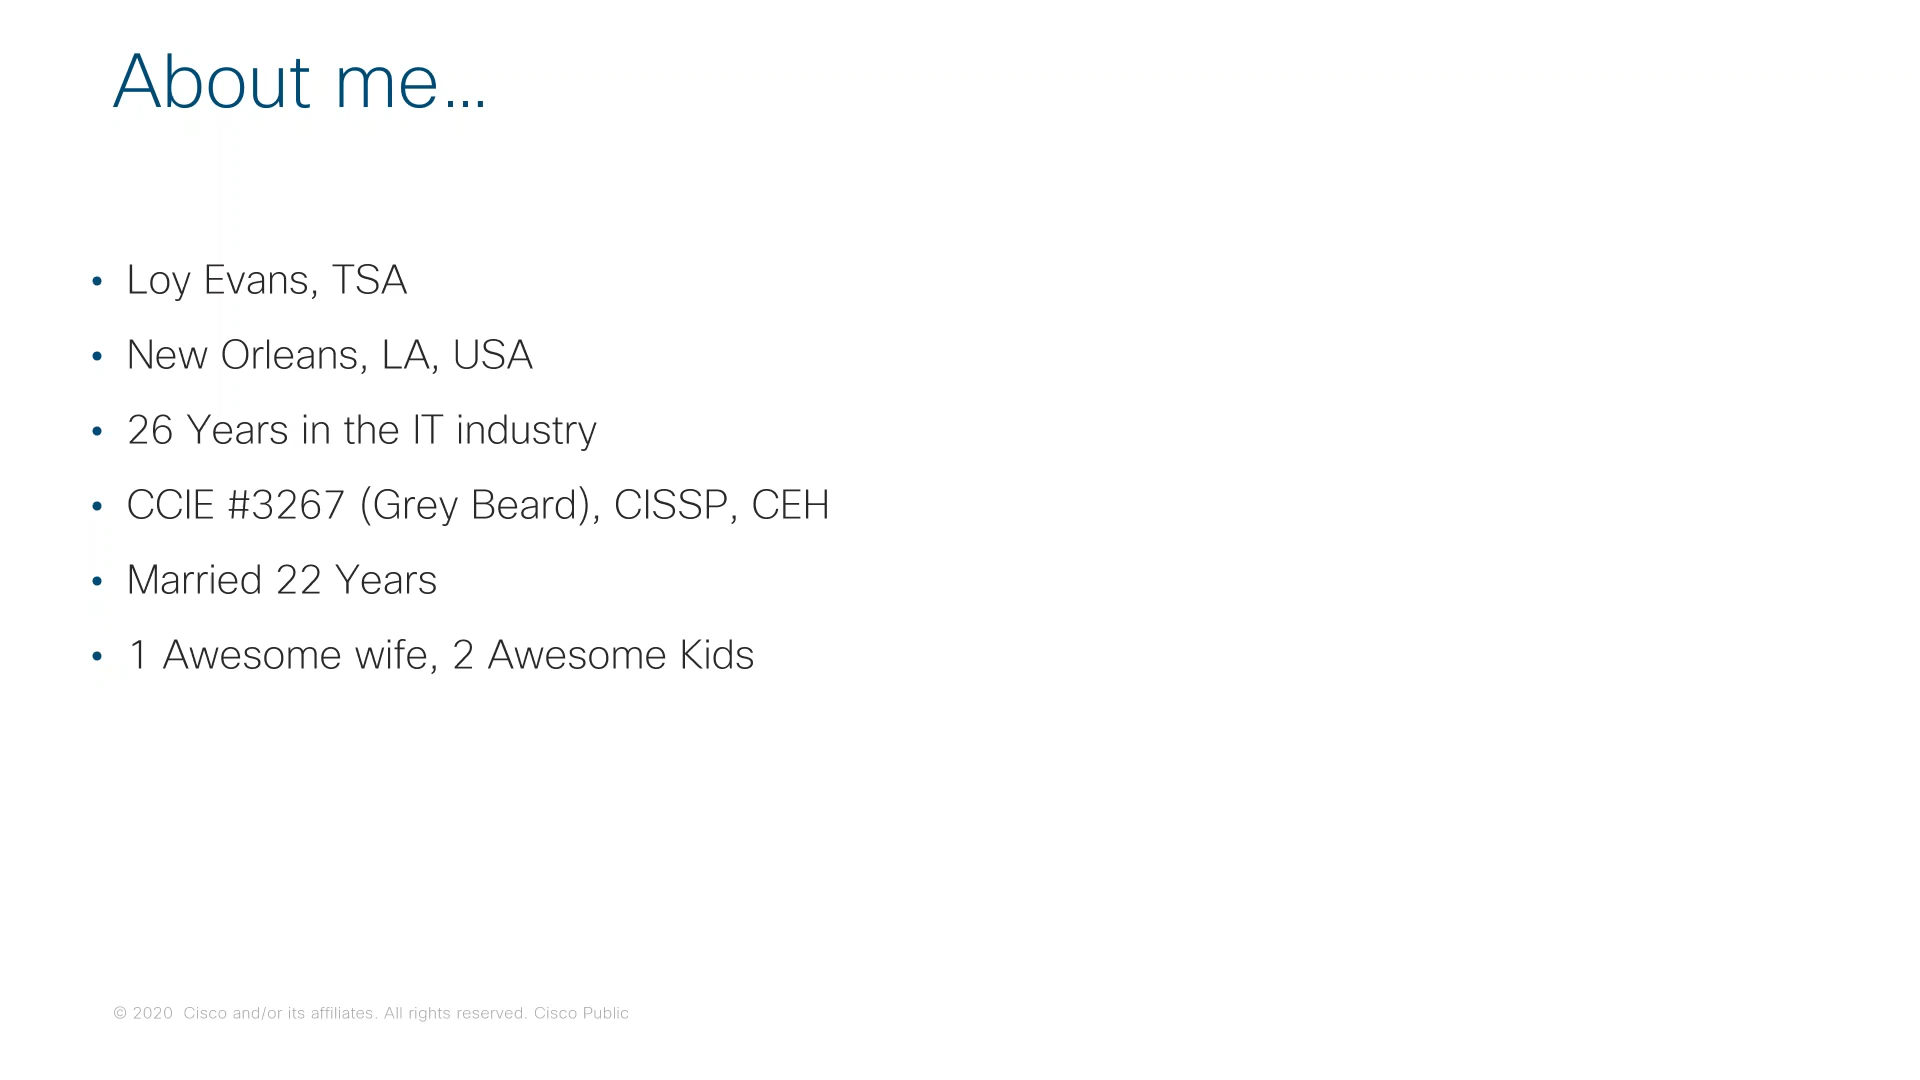 About me...
• Loy Evans, TSA
• New Orleans, LA, USA
• 26 Years in the IT industry
• CCIE #3267 (Grey Beard), CISSP, CEH
• Married 22 Years
• 1 Awesome wife, 2 Awesome Kids
© 2020 Cisco and/or its affiliates. All rights reserved. Cisco Public